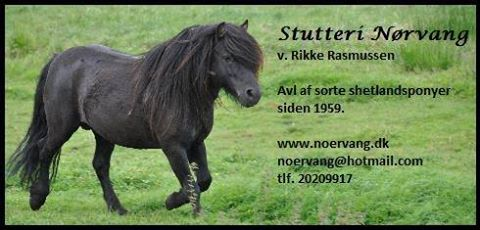 Stutteri Nørvang
v. Rikke Rasmussen
Avl af sorte shetlandsponyer
siden 1959.
www.noervang.dk
noervang@hotmail.com
tlf. 20209917